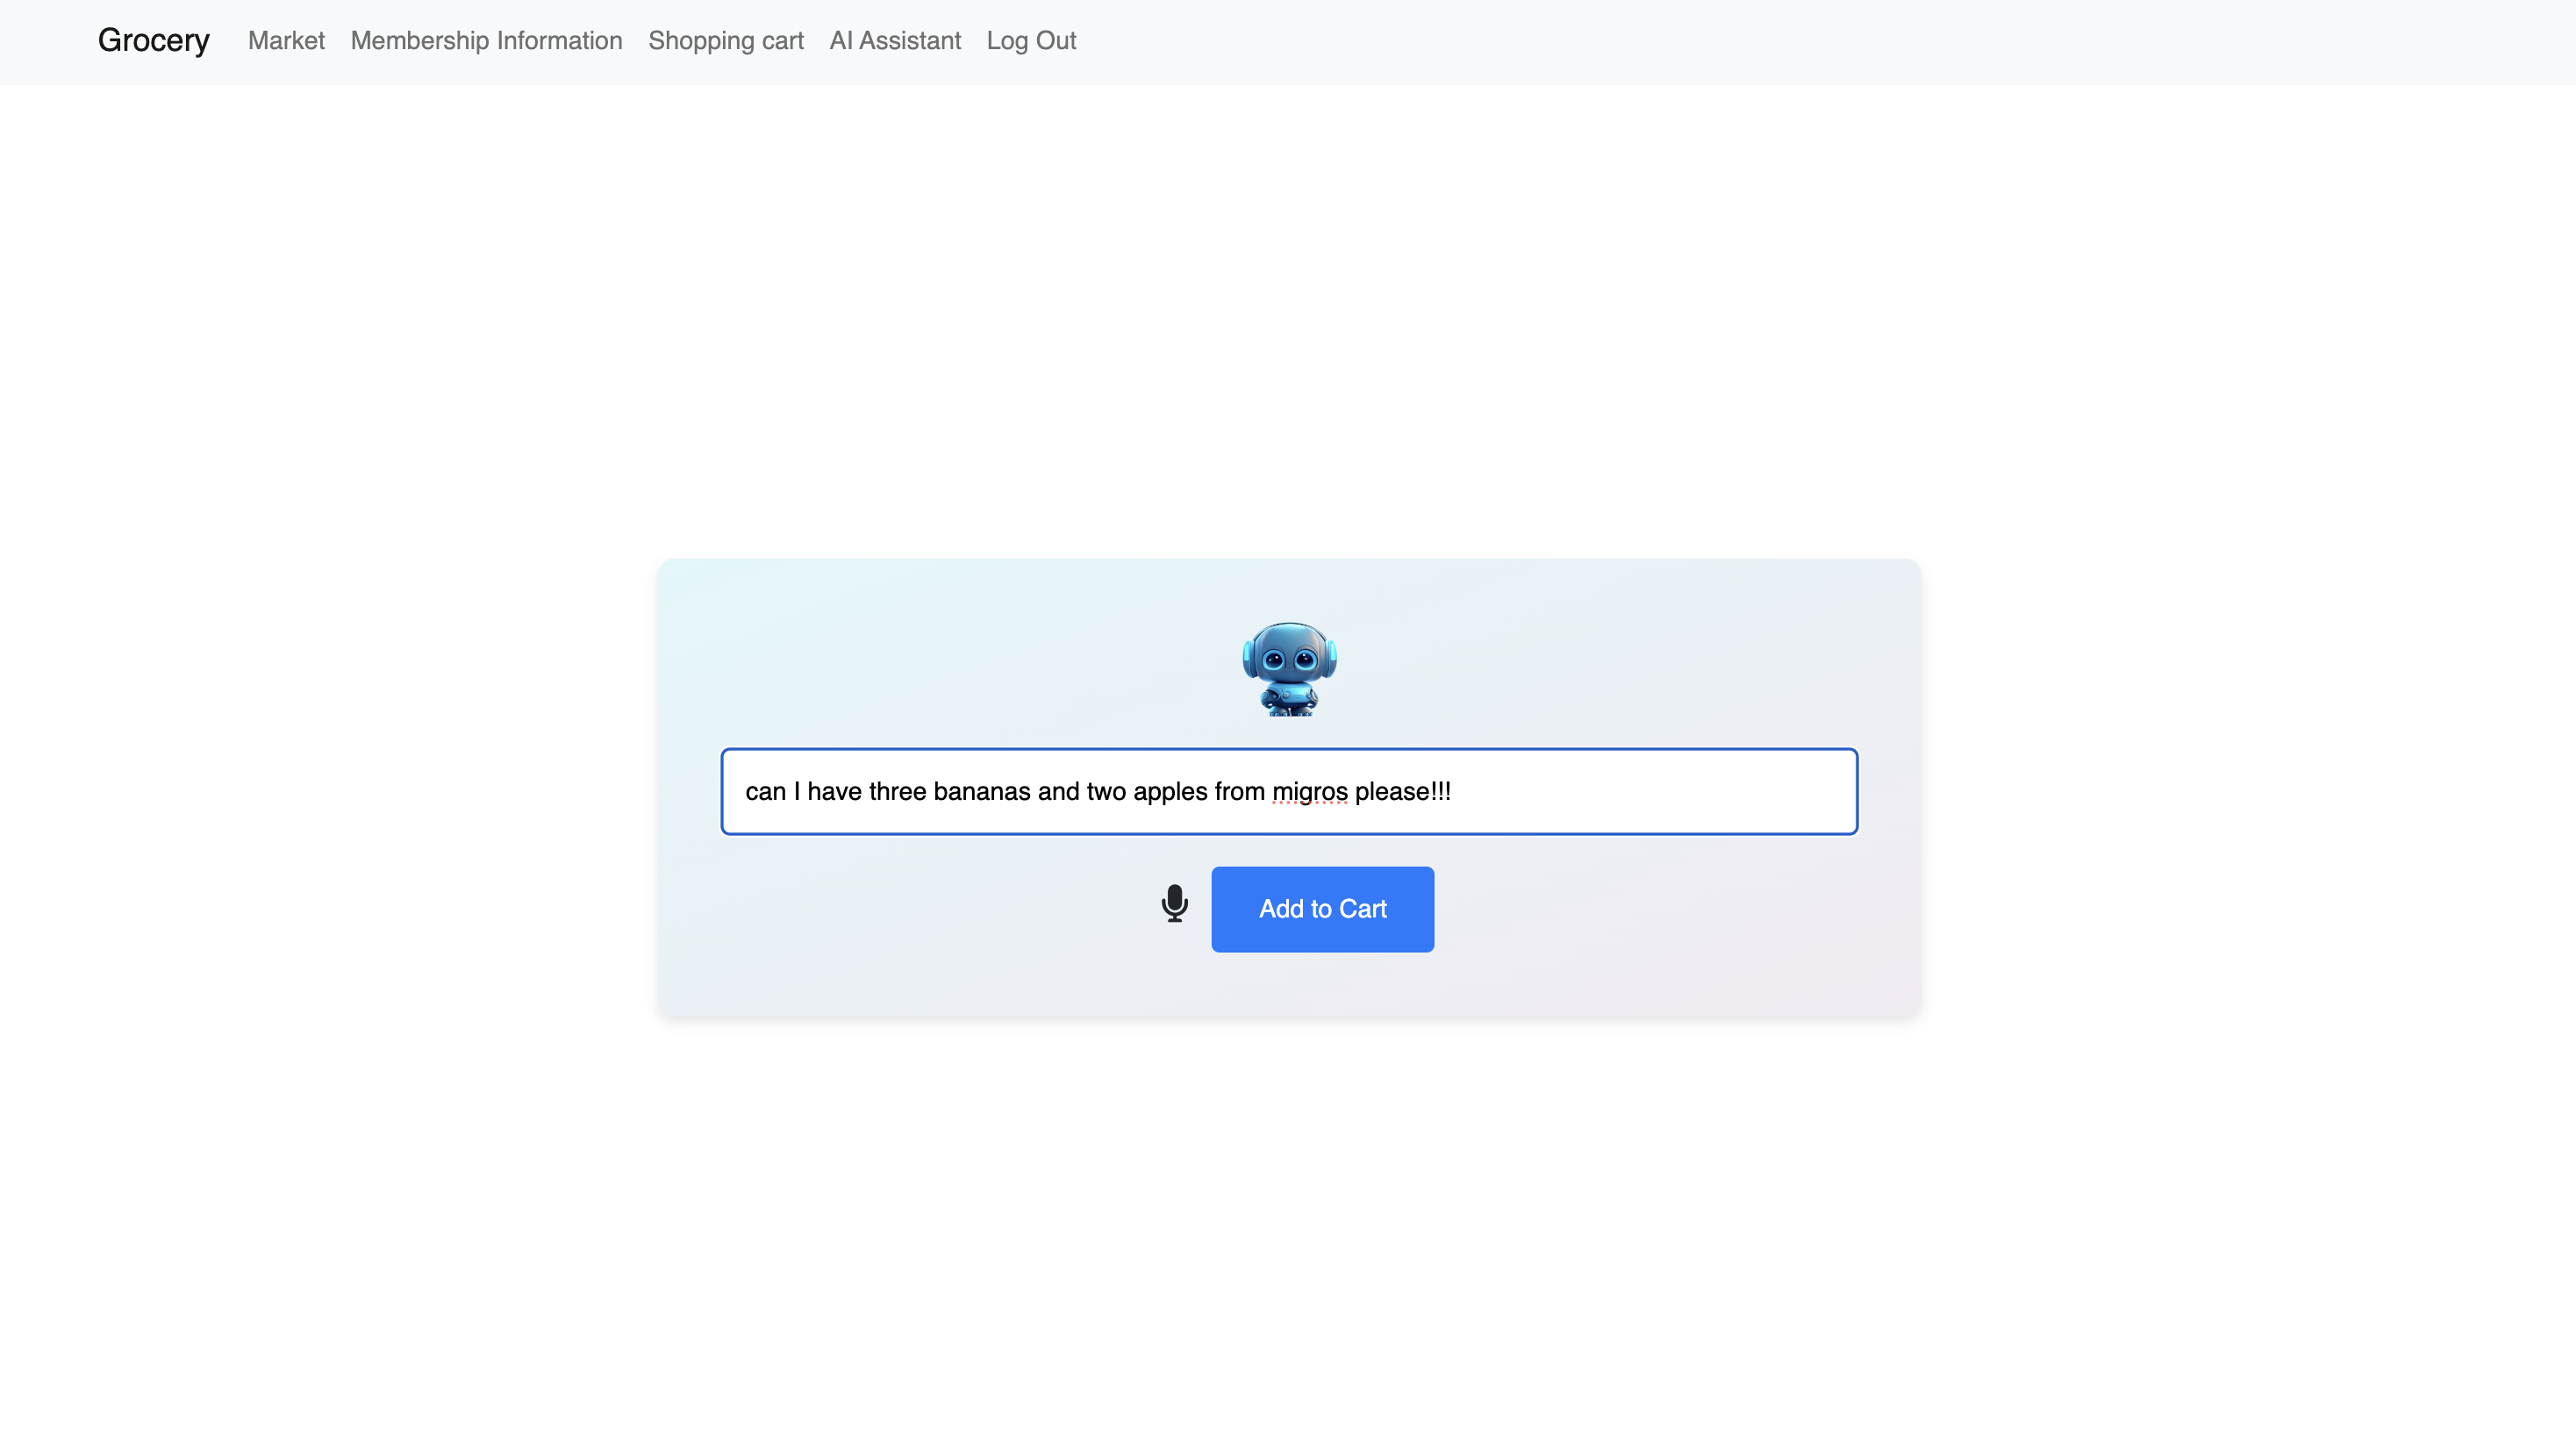 Grocery Market Membership Information Shopping cart AI Assistant Log Out
can I have three bananas and two apples from migros please!!!
Add to Cart